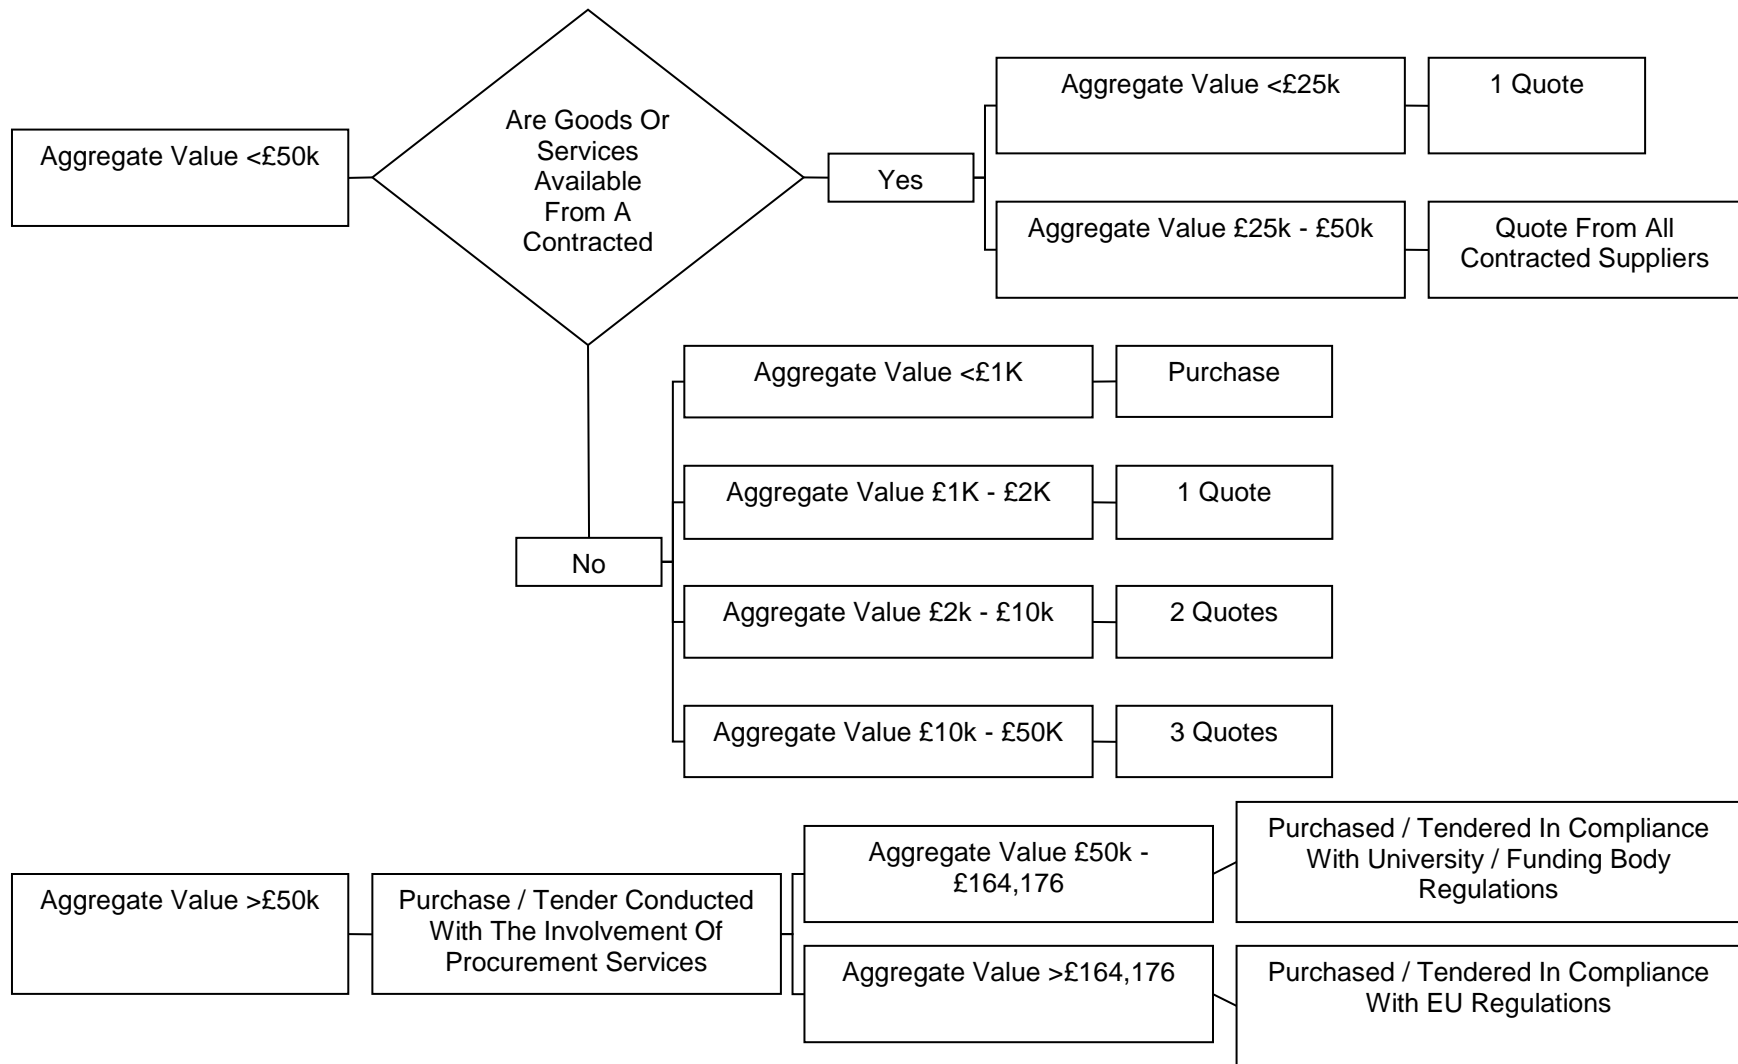 Aggregate Value <£50k
Are Goods Or
Services
Available
From A
Contracted
Yes
Aggregate Value <£25k
1 Quote
Aggregate Value £25k - £50k
Quote From All
Contracted Suppliers
No
Aggregate Value <£1K
Purchase
Aggregate Value £1K - £2K
1 Quote
Aggregate Value £2k - £10k
2 Quotes
Aggregate Value £10k - £50K
3 Quotes
Aggregate Value >£50k
Purchase / Tender Conducted
With The Involvement Of
Procurement Services
Aggregate Value £50k -
£164,176
Purchased / Tendered In Compliance
With University / Funding Body
Regulations
Aggregate Value >£164,176
Purchased / Tendered In Compliance
With EU Regulations